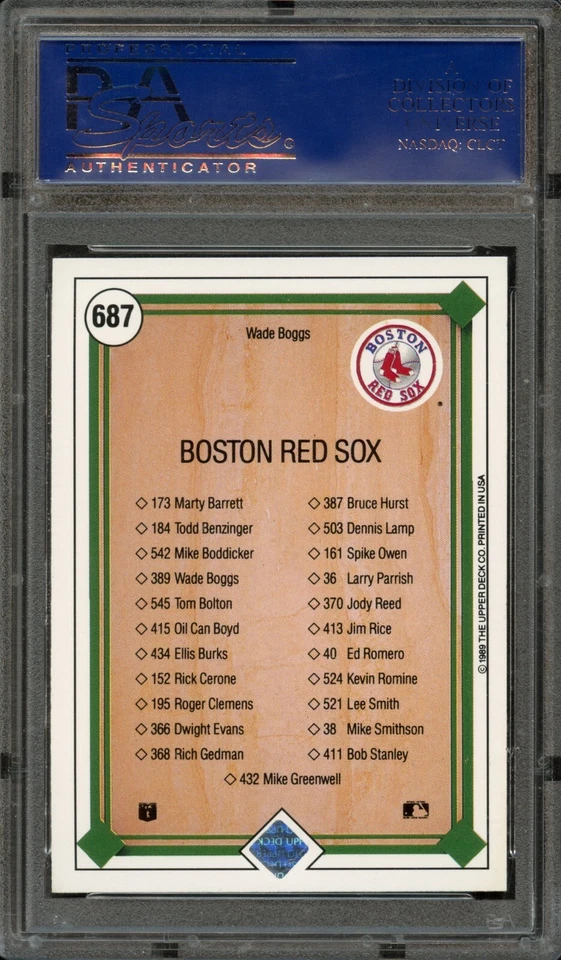 PROFESSIONAL
PSA
Sports
AUTHENTICATOR
A
DIVISION OF
COLLECTORS
NASDAQ: CLCT
687
Wade Boggs
BOSTON
RED SOX
BOSTON RED SOX
◇ 173 Marty Barrett
◇ 184 Todd Benzinger
◇ 542 Mike Boddicker
◇ 389 Wade Boggs
◇ 545 Tom Bolton
◇ 415 Oil Can Boyd
◇ 434 Ellis Burks
◇ 152 Rick Cerone
◇ 195 Roger Clemens
◇ 366 Dwight Evans
◇ 368 Rich Gedman
◇ 387 Bruce Hurst
◇ 503 Dennis Lamp
◇ 161 Spike Owen
◇ 36 Larry Parrish
◇ 370 Jody Reed
◇ 413 Jim Rice
◇ 40 Ed Romero
◇ 524 Kevin Romine
◇ 521 Lee Smith
◇ 38 Mike Smithson
◇ 411 Bob Stanley
◇ 432 Mike Greenwell
© 1989 THE UPPER DECK CO. PRINTED IN USA
PSA